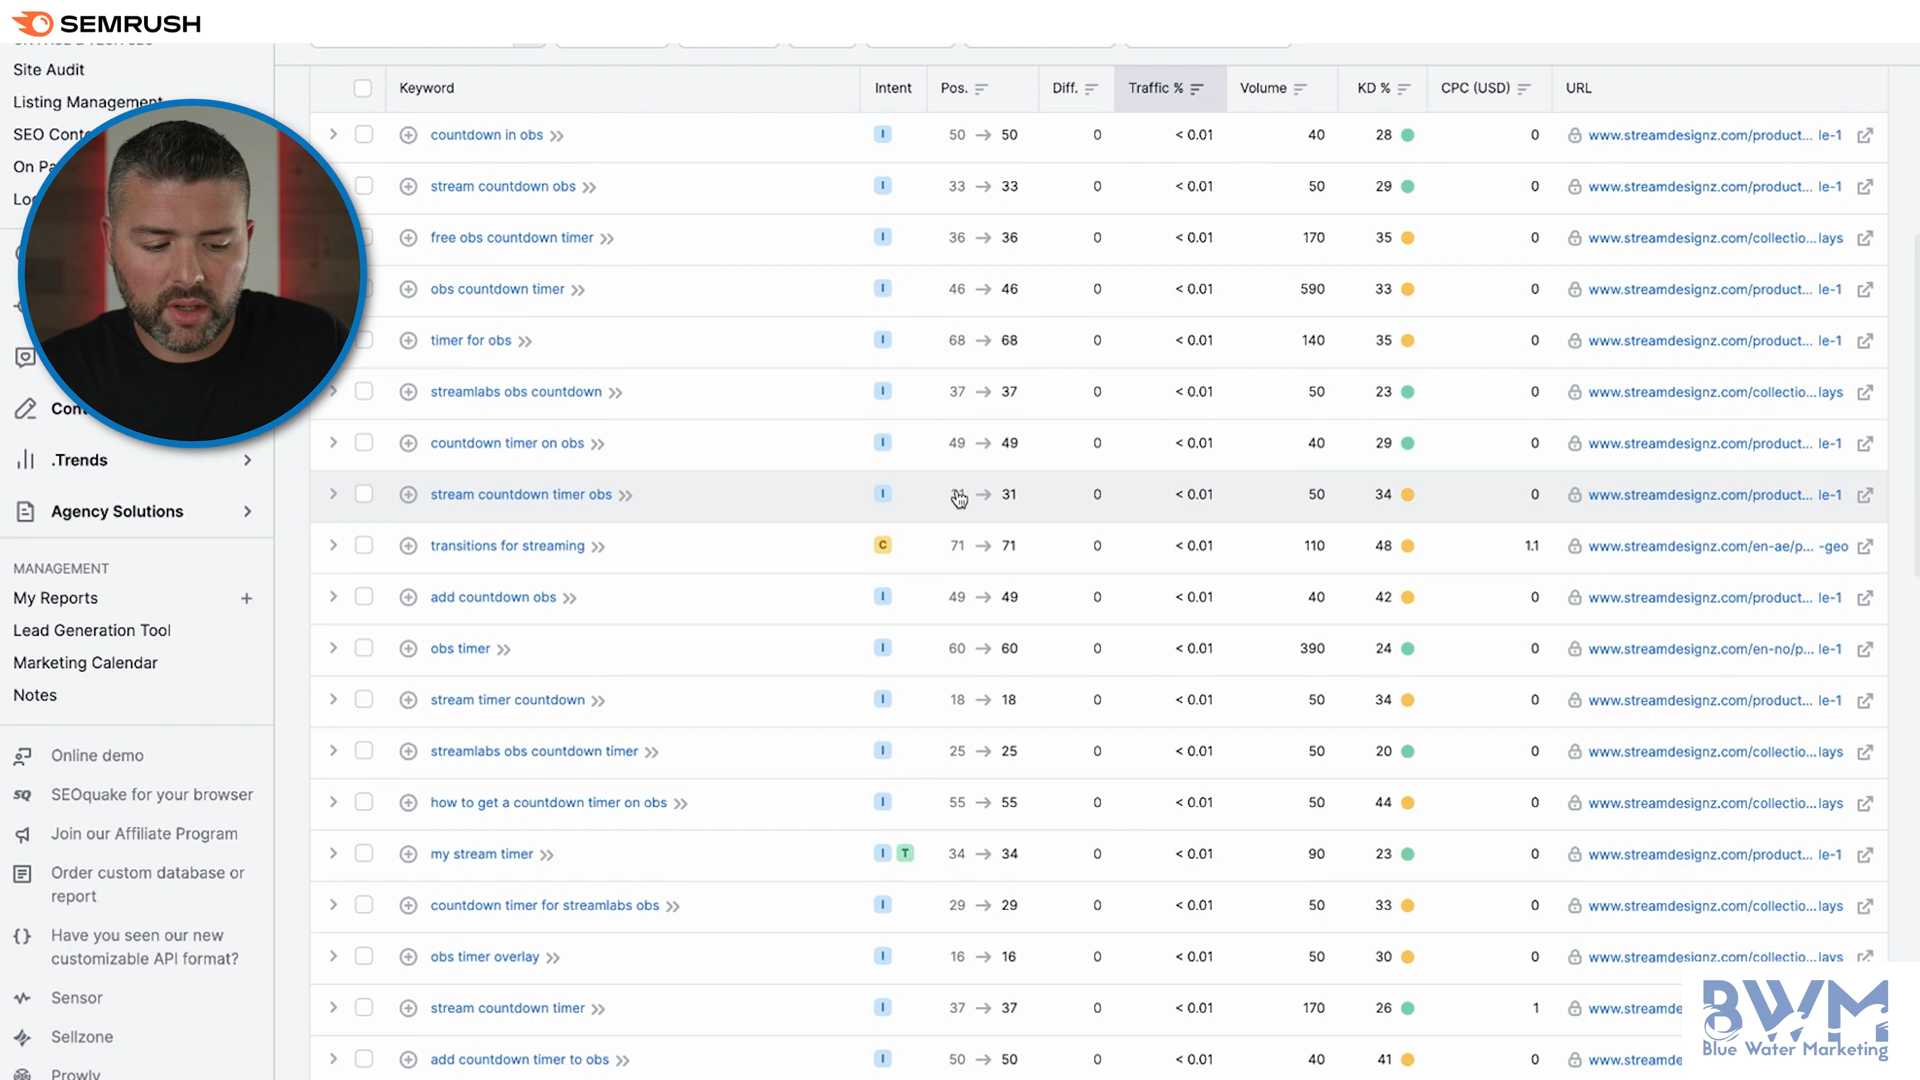 SEMRUSH
Site Audit
Listing Management
SEO Conte
On Pa
Log
Cont
.Trends
Agency Solutions
MANAGEMENT
My Reports +
Lead Generation Tool
Marketing Calendar
Notes
Online demo
SQ SEOquake for your browser
Join our Affiliate Program
Order custom database or
report
Have you seen our new
customizable API format?
Sensor
Sellzone
Prowly
Keyword Intent Pos. Diff. Traffic % Volume KD % CPC (USD) URL
countdown in obs I 50 → 50 0 < 0.01 40 28 0 www.streamdesignz.com/product... le-1
stream countdown obs I 33 → 33 0 < 0.01 50 29 0 www.streamdesignz.com/product... le-1
free obs countdown timer I 36 → 36 0 < 0.01 170 35 0 www.streamdesignz.com/collectio...lays
obs countdown timer I 46 → 46 0 < 0.01 590 33 0 www.streamdesignz.com/product... le-1
timer for obs I 68 → 68 0 < 0.01 140 35 0 www.streamdesignz.com/product... le-1
streamlabs obs countdown I 37 → 37 0 < 0.01 50 23 0 www.streamdesignz.com/collectio...lays
countdown timer on obs I 49 → 49 0 < 0.01 40 29 0 www.streamdesignz.com/product... le-1
stream countdown timer obs I → 31 0 < 0.01 50 34 0 www.streamdesignz.com/product... le-1
transitions for streaming C 71 → 71 0 < 0.01 110 48 1.1 www.streamdesignz.com/en-ae/p... -geo
add countdown obs I 49 → 49 0 < 0.01 40 42 0 www.streamdesignz.com/product... le-1
obs timer I 60 → 60 0 < 0.01 390 24 0 www.streamdesignz.com/en-no/p... le-1
stream timer countdown I 18 → 18 0 < 0.01 50 34 0 www.streamdesignz.com/product... le-1
streamlabs obs countdown timer I 25 → 25 0 < 0.01 50 20 0 www.streamdesignz.com/collectio...lays
how to get a countdown timer on obs I 55 → 55 0 < 0.01 50 44 0 www.streamdesignz.com/collectio...lays
my stream timer I T 34 → 34 0 < 0.01 90 23 0 www.streamdesignz.com/product... le-1
countdown timer for streamlabs obs I 29 → 29 0 < 0.01 50 33 0 www.streamdesignz.com/collectio...lays
obs timer overlay I 16 → 16 0 < 0.01 50 30 0 www.streamdesignz.com/collectio...lays
stream countdown timer I 37 → 37 0 < 0.01 170 26 1 www.streamde
add countdown timer to obs I 50 → 50 0 < 0.01 40 41 0 www.streamde
BWM
Blue Water Marketing